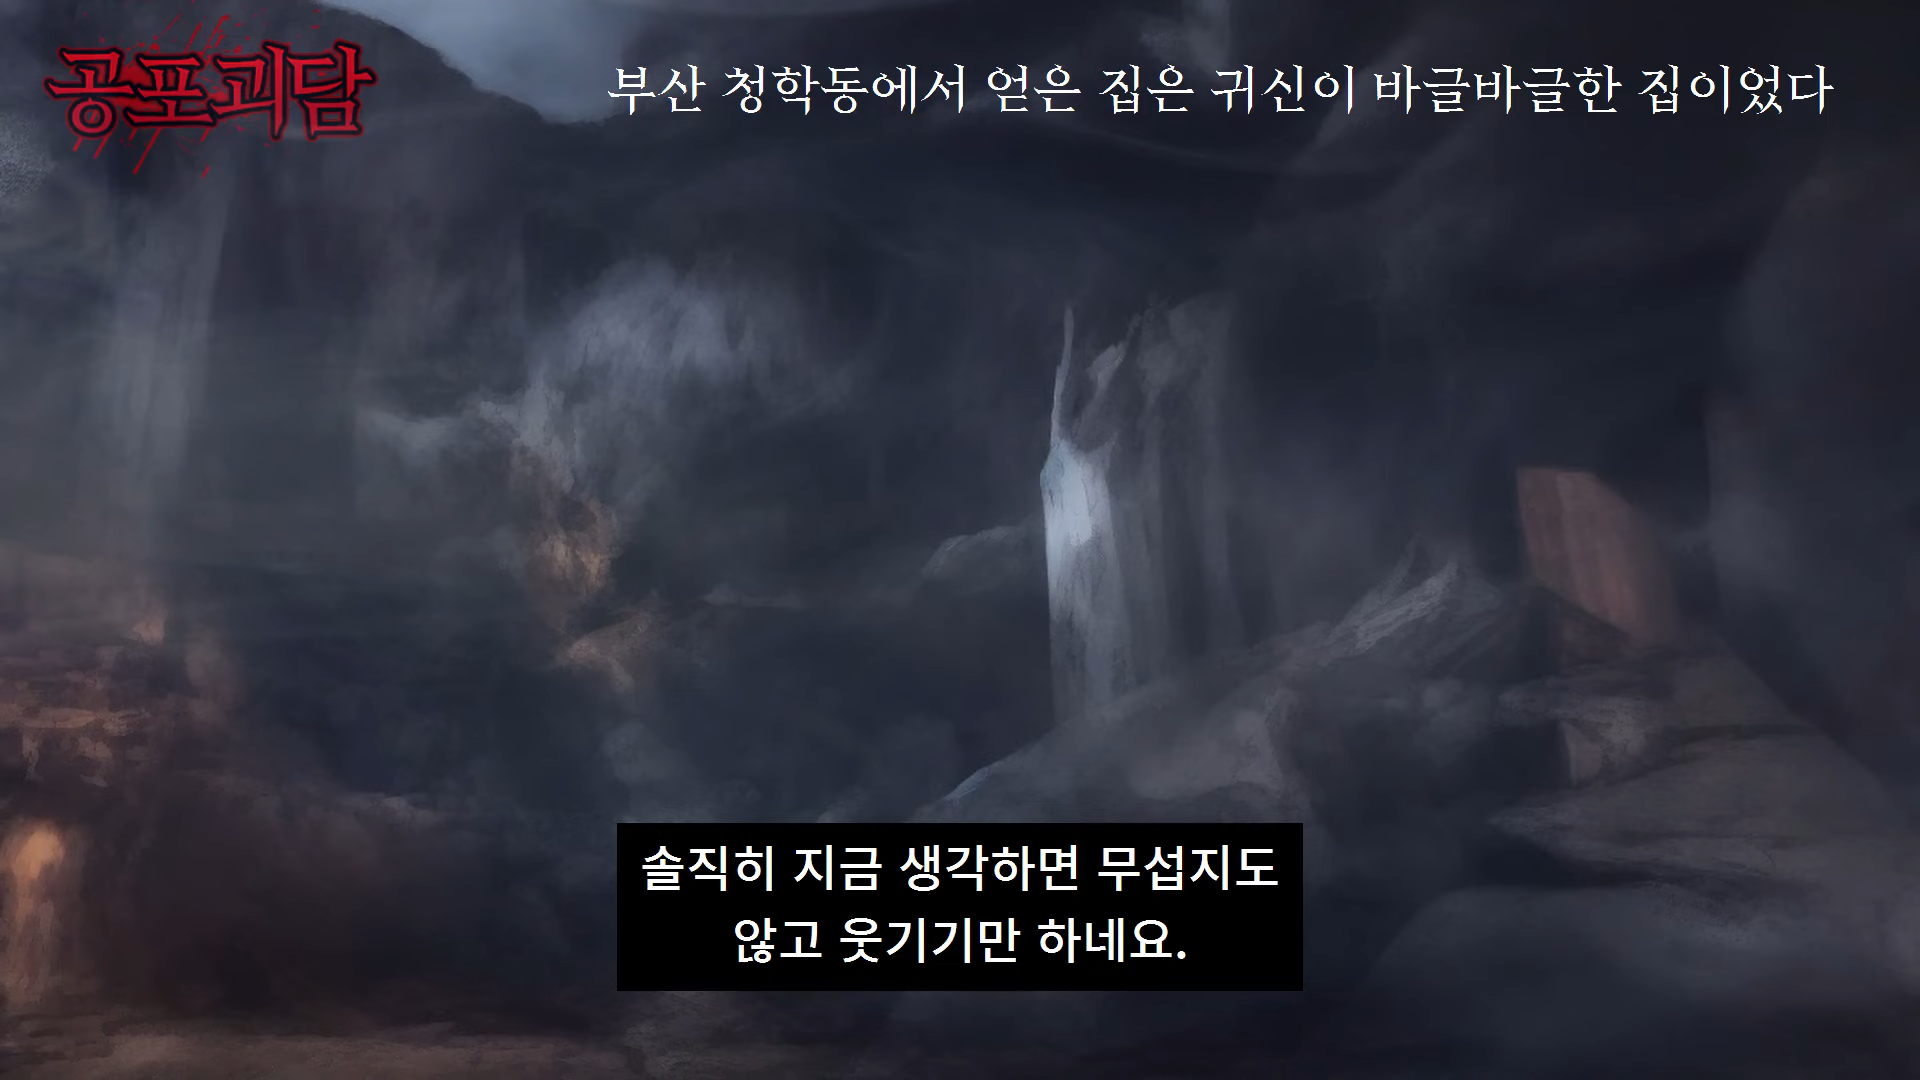 공포괴담
부산 청학동에서 얻은 집은 귀신이 바글바글한 집이었다
솔직히 지금 생각하면 무섭지도
않고 웃기기만 하네요.